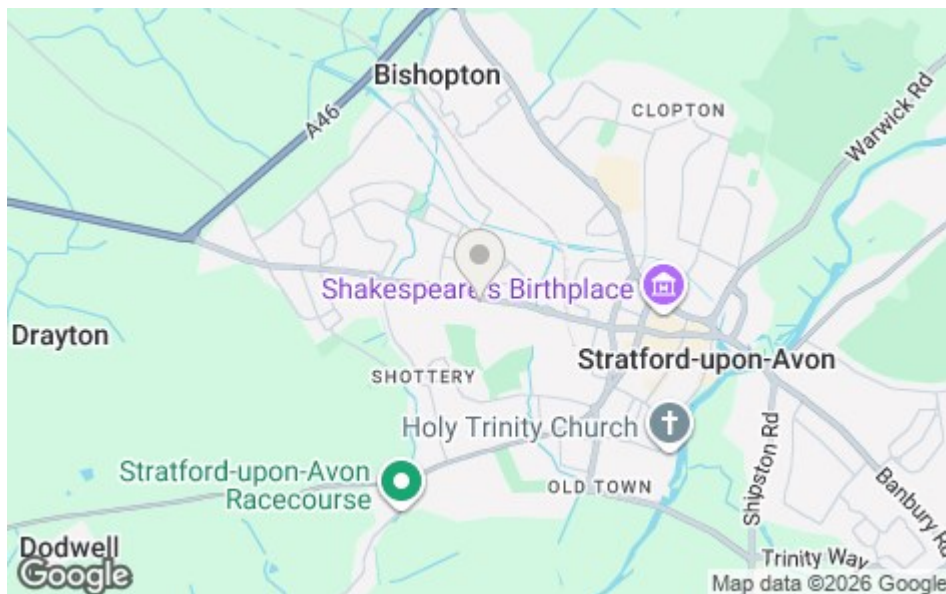 Bishopton
CLOPTON
A46
Warwick Rd
Shakespeare's Birthplace
Drayton
Stratford-upon-Avon
SHOTTERY
Holy Trinity Church
Stratford-upon-Avon
Racecourse
OLD TOWN
Shipston Rd
Banbury Rd
Dodwell
Trinity Way
Google
Map data ©2026 Google